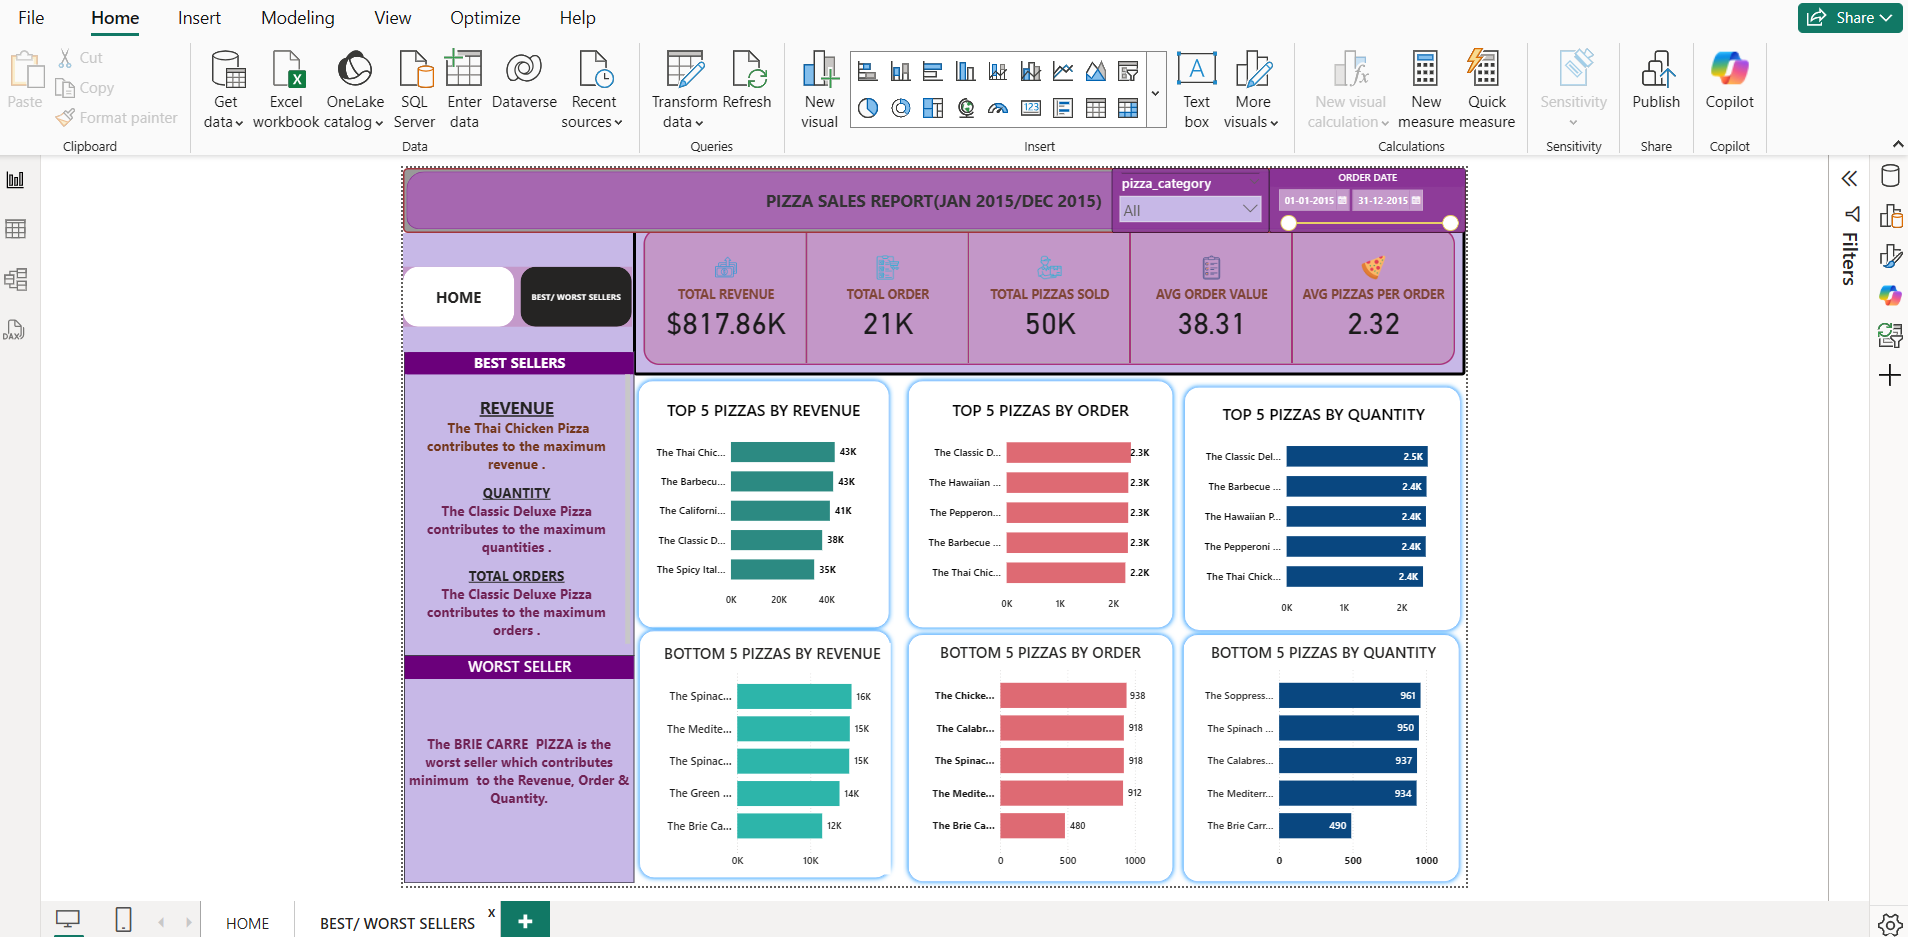 File Home Insert Modeling View Optimize Help Share
Paste
Cut
Copy
Format painter
Clipboard
Get data
Excel workbook
OneLake catalog
SQL Server
Enter data
Dataverse
Recent sources
Data
Transform data
Refresh
Queries
New visual
123
Insert
A
Text box
More visuals
New visual calculation
New measure
Quick measure
Calculations
Sensitivity
Sensitivity
Publish
Share
Copilot
Copilot
DAX
PIZZA SALES REPORT(JAN 2015/DEC 2015)
pizza_category
All
ORDER DATE
01-01-2015 31-12-2015
Filters
HOME
BEST/ WORST SELLERS
TOTAL REVENUE
$817.86K
TOTAL ORDER
21K
TOTAL PIZZAS SOLD
50K
AVG ORDER VALUE
38.31
AVG PIZZAS PER ORDER
2.32
BEST SELLERS
REVENUE
The Thai Chicken Pizza
contributes to the maximum
revenue .
QUANTITY
The Classic Deluxe Pizza
contributes to the maximum
quantities .
TOTAL ORDERS
The Classic Deluxe Pizza
contributes to the maximum
orders .
WORST SELLER
The BRIE CARRE  PIZZA is the
worst seller which contributes
minimum  to the Revenue, Order &
Quantity.
TOP 5 PIZZAS BY REVENUE
The Thai Chic... 43K
The Barbecu... 43K
The Californi... 41K
The Classic D... 38K
The Spicy Ital... 35K
0K 20K 40K
TOP 5 PIZZAS BY ORDER
The Classic D... 2.3K
The Hawaiian ... 2.3K
The Pepperon... 2.3K
The Barbecue ... 2.3K
The Thai Chic... 2.2K
0K 1K 2K
TOP 5 PIZZAS BY QUANTITY
The Classic Del... 2.5K
The Barbecue ... 2.4K
The Hawaiian P... 2.4K
The Pepperoni ... 2.4K
The Thai Chick... 2.4K
0K 1K 2K
BOTTOM 5 PIZZAS BY REVENUE
The Spinac... 16K
The Medite... 15K
The Spinac... 15K
The Green ... 14K
The Brie Ca... 12K
0K 10K
BOTTOM 5 PIZZAS BY ORDER
The Chicke... 938
The Calabr... 918
The Spinac... 918
The Medite... 912
The Brie Ca... 480
0 500 1000
BOTTOM 5 PIZZAS BY QUANTITY
The Soppress... 961
The Spinach ... 950
The Calabres... 937
The Mediterr... 934
The Brie Carr... 490
0 500 1000
HOME
BEST/ WORST SELLERS x
+